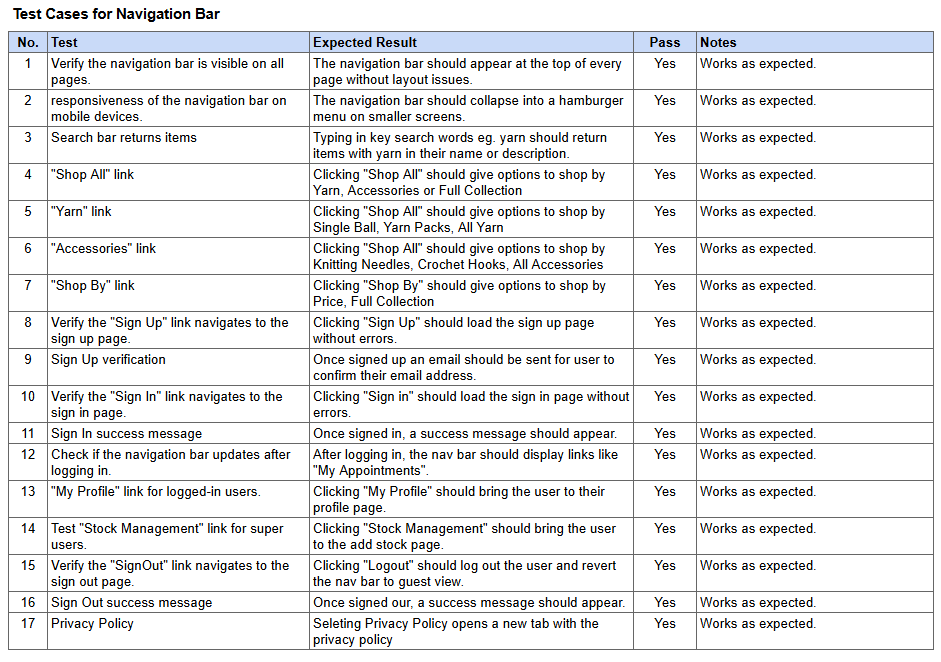 Test Cases for Navigation Bar
No. Test Expected Result Pass Notes
1 Verify the navigation bar is visible on all The navigation bar should appear at the top of every Yes Works as expected.
pages. page without layout issues.
2 responsiveness of the navigation bar on The navigation bar should collapse into a hamburger Yes Works as expected.
mobile devices. menu on smaller screens.
3 Search bar returns items Typing in key search words eg. yarn should return Yes Works as expected.
items with yarn in their name or description.
4 "Shop All" link Clicking "Shop All" should give options to shop by Yes Works as expected.
Yarn, Accessories or Full Collection
5 "Yarn" link Clicking "Shop All" should give options to shop by Yes Works as expected.
Single Ball, Yarn Packs, All Yarn
6 "Accessories" link Clicking "Shop All" should give options to shop by Yes Works as expected.
Knitting Needles, Crochet Hooks, All Accessories
7 "Shop By" link Clicking "Shop By" should give options to shop by Yes Works as expected.
Price, Full Collection
8 Verify the "Sign Up" link navigates to the Clicking "Sign Up" should load the sign up page Yes Works as expected.
sign up page. without errors.
9 Sign Up verification Once signed up an email should be sent for user to Yes Works as expected.
confirm their email address.
10 Verify the "Sign In" link navigates to the Clicking "Sign in" should load the sign in page without Yes Works as expected.
sign in page. errors.
11 Sign In success message Once signed in, a success message should appear. Yes Works as expected.
12 Check if the navigation bar updates after After logging in, the nav bar should display links like Yes Works as expected.
logging in. "My Appointments".
13 "My Profile" link for logged-in users. Clicking "My Profile" should bring the user to their Yes Works as expected.
profile page.
14 Test "Stock Management" link for super Clicking "Stock Management" should bring the user Yes Works as expected.
users. to the add stock page.
15 Verify the "SignOut" link navigates to the Clicking "Logout" should log out the user and revert Yes Works as expected.
sign out page. the nav bar to guest view.
16 Sign Out success message Once signed our, a success message should appear. Yes Works as expected.
17 Privacy Policy Seleting Privacy Policy opens a new tab with the Yes Works as expected.
privacy policy